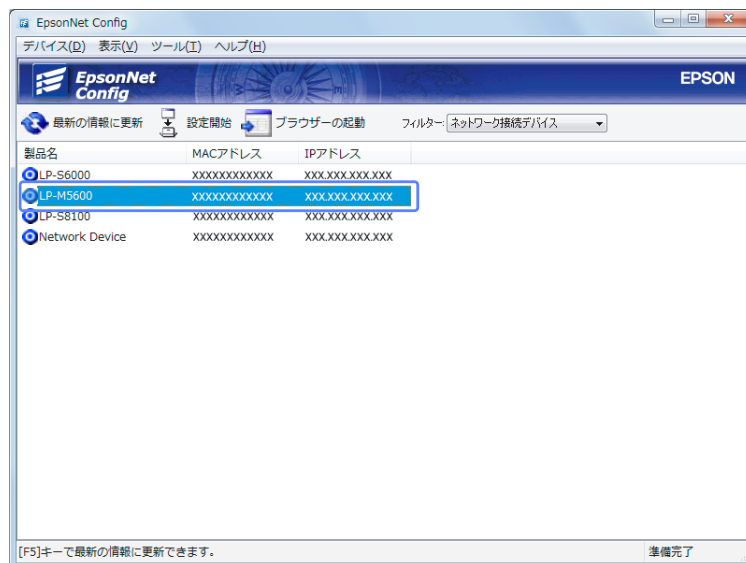 EpsonNet Config
デバイス(D) 表示(V) ツール(T) ヘルプ(H)
EpsonNet
Config
EPSON
最新の情報に更新 設定開始 ブラウザーの起動 フィルター: ネットワーク接続デバイス
製品名 MACアドレス IPアドレス
LP-S6000 XXXXXXXXXXXX XXX.XXX.XXX.XXX
LP-M5600 XXXXXXXXXXXX XXX.XXX.XXX.XXX
LP-S8100 XXXXXXXXXXXX XXX.XXX.XXX.XXX
Network Device XXXXXXXXXXXX XXX.XXX.XXX.XXX
[F5]キーで最新の情報に更新できます。 準備完了